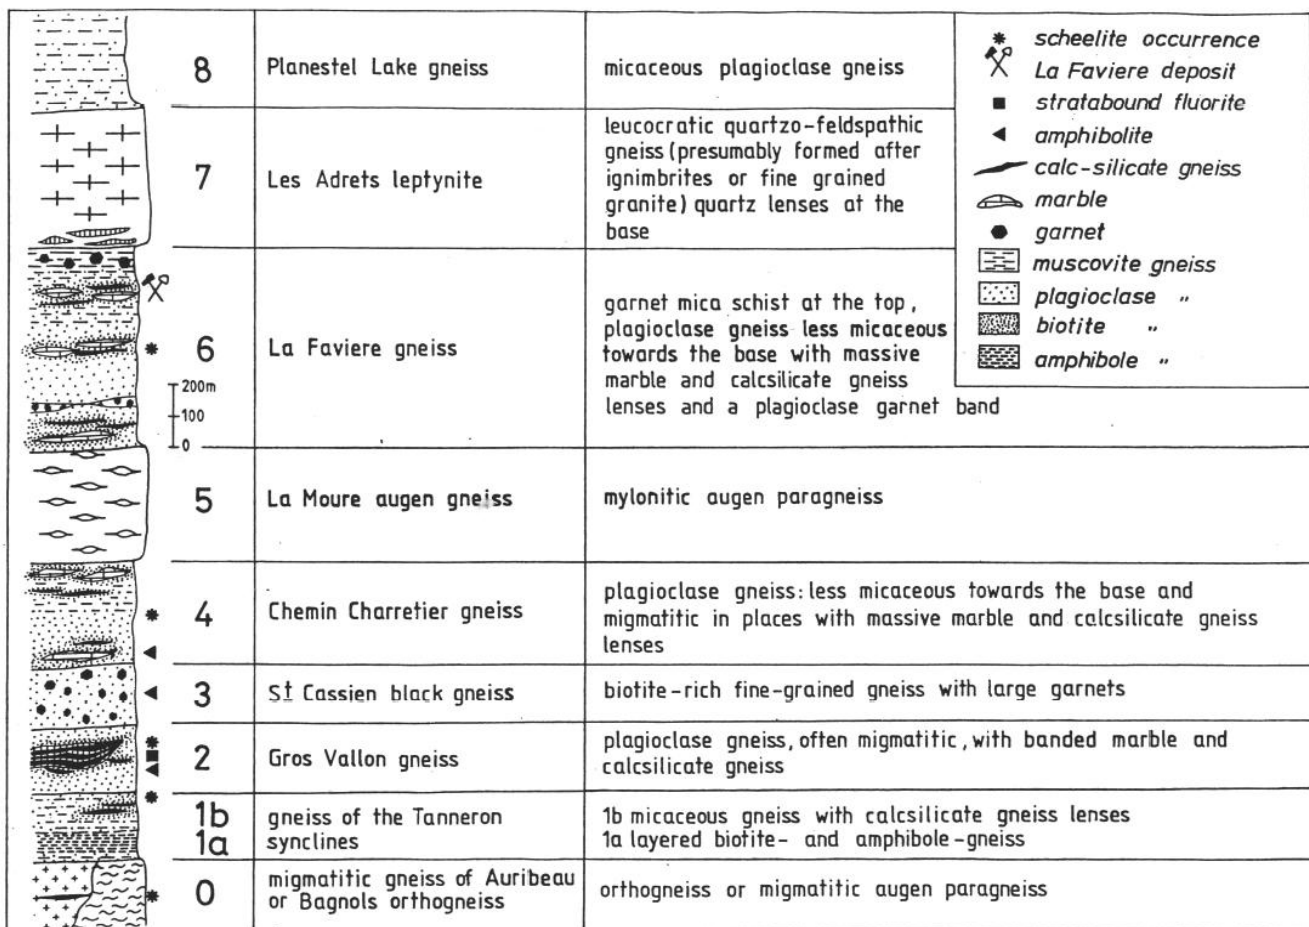 8
Planestel Lake gneiss
micaceous plagioclase gneiss
7
Les Adrets leptynite
leucocratic quartzo-feldspathic
gneiss (presumably formed after
ignimbrites or fine grained
granite) quartz lenses at the
base
6
La Faviere gneiss
garnet mica schist at the top,
plagioclase gneiss less micaceous
towards the base with massive
marble and calcsilicate gneiss
lenses and a plagioclase garnet band
200m
100
0
5
La Moure augen gneiss
mylonitic augen paragneiss
4
Chemin Charretier gneiss
plagioclase gneiss: less micaceous towards the base and
migmatitic in places with massive marble and calcsilicate gneiss
lenses
3
St Cassien black gneiss
biotite-rich fine-grained gneiss with large garnets
2
Gros Vallon gneiss
plagioclase gneiss, often migmatitic, with banded marble and
calcsilicate gneiss
1b
1a
gneiss of the Tanneron
synclines
1b micaceous gneiss with calcsilicate gneiss lenses
1a layered biotite- and amphibole-gneiss
0
migmatitic gneiss of Auribeau
or Bagnols orthogneiss
orthogneiss or migmatitic augen paragneiss
scheelite occurrence
La Faviere deposit
stratabound fluorite
amphibolite
calc-silicate gneiss
marble
garnet
muscovite gneiss
plagioclase "
biotite "
amphibole "